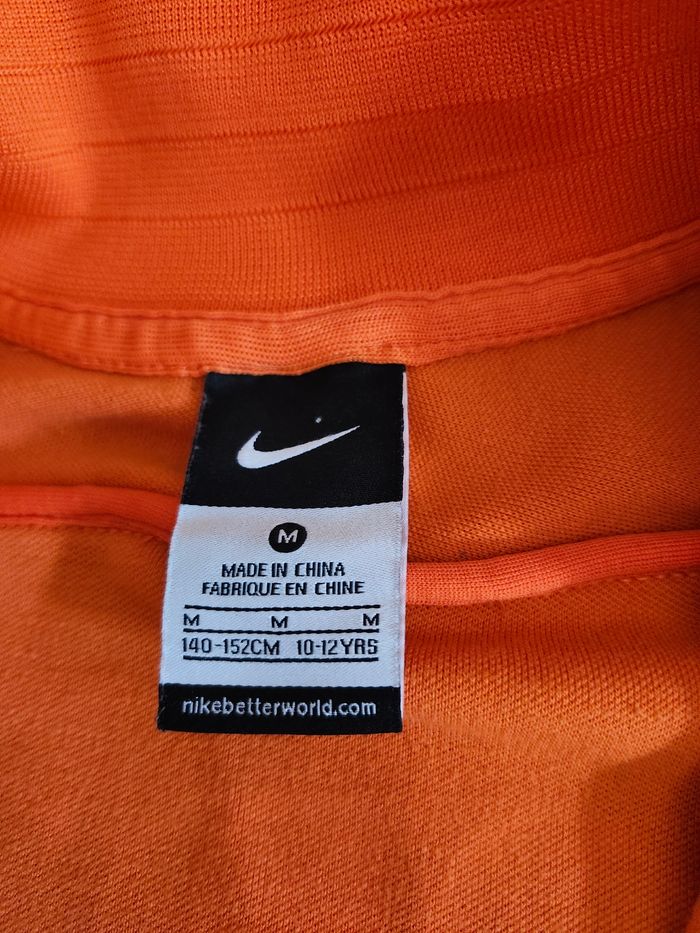 M
MADE IN CHINA
FABRIQUE EN CHINE
M M M
140-152CM 10-12YRS
nikebetterworld.com